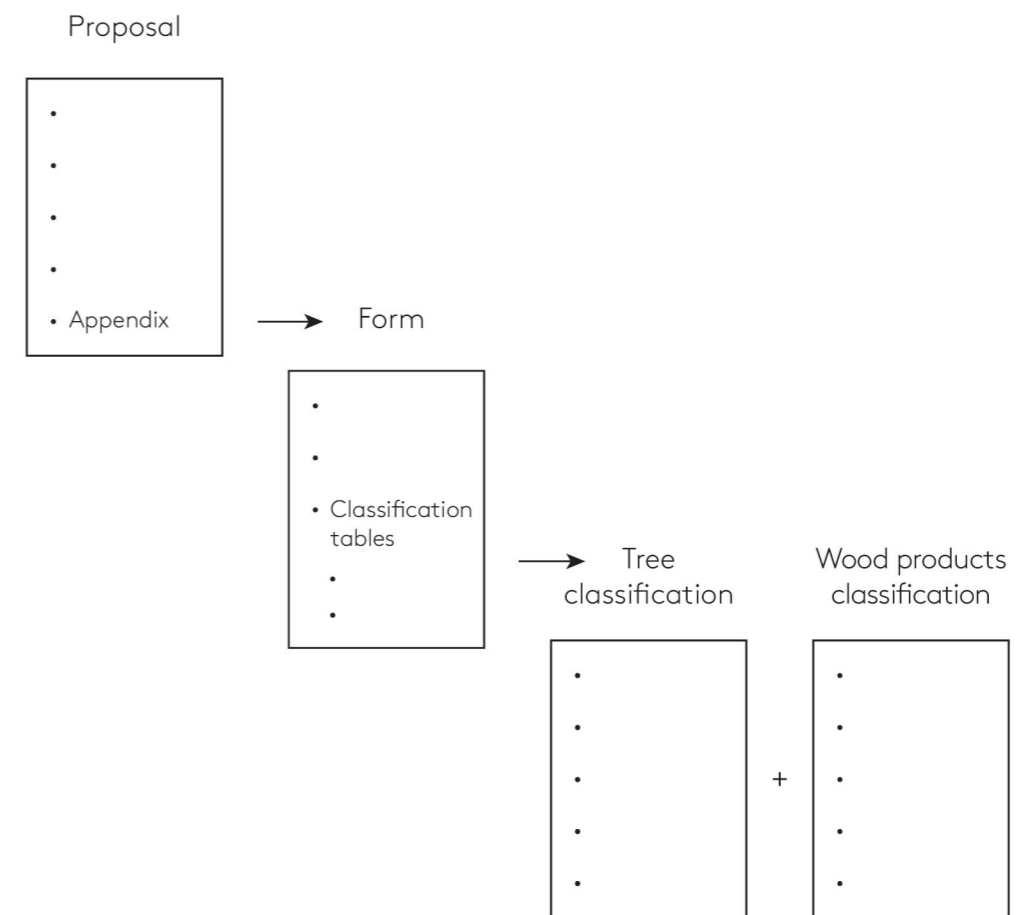 Proposal
• 
• 
• 
• 
• Appendix
Form
• 
• 
• Classification
tables
• 
• 
Tree
classification
Wood products
classification
• 
• 
• 
• 
• 
+
• 
• 
• 
• 
•